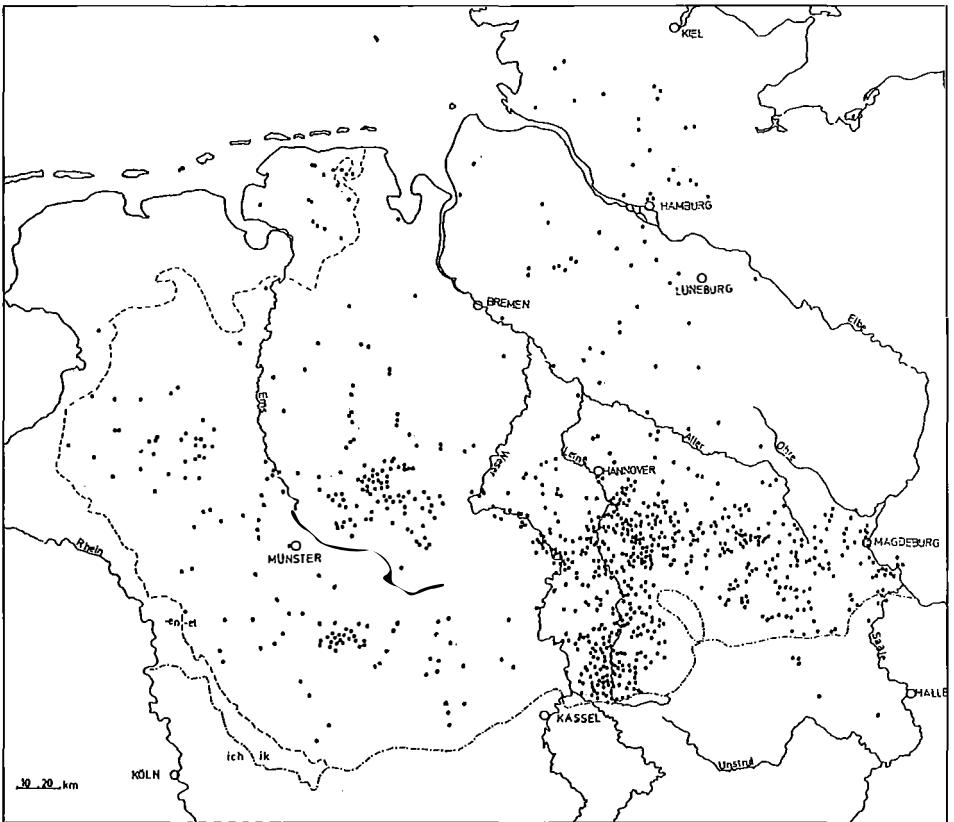 KIEL
HAMBURG
LÜNEBURG
BREMEN
Elbe
Ems
Weser
Aller
Ohre
Leine
HANNOVER
MÜNSTER
MAGDEBURG
Rhein
-en -et
Saale
HALLE
KASSEL
ich ik
Unstrut
KÖLN
10 20 km